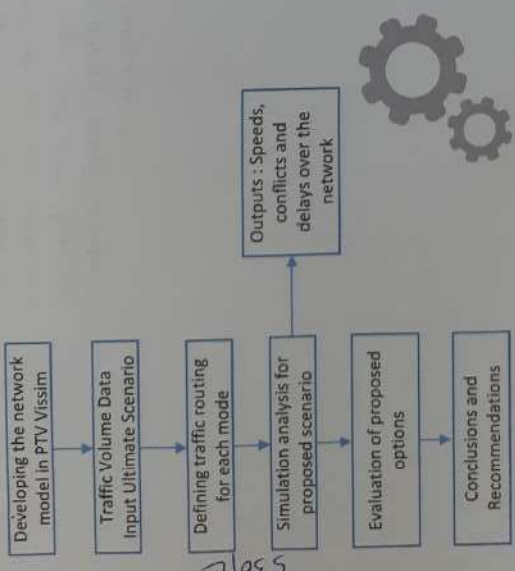 Developing the network
model in PTV Vissim
Traffic Volume Data
Input Ultimate Scenario
Defining traffic routing
for each mode
Simulation analysis for
proposed scenario
Outputs : Speeds,
conflicts and
delays over the
network
Evaluation of proposed
options
Conclusions and
Recommendations